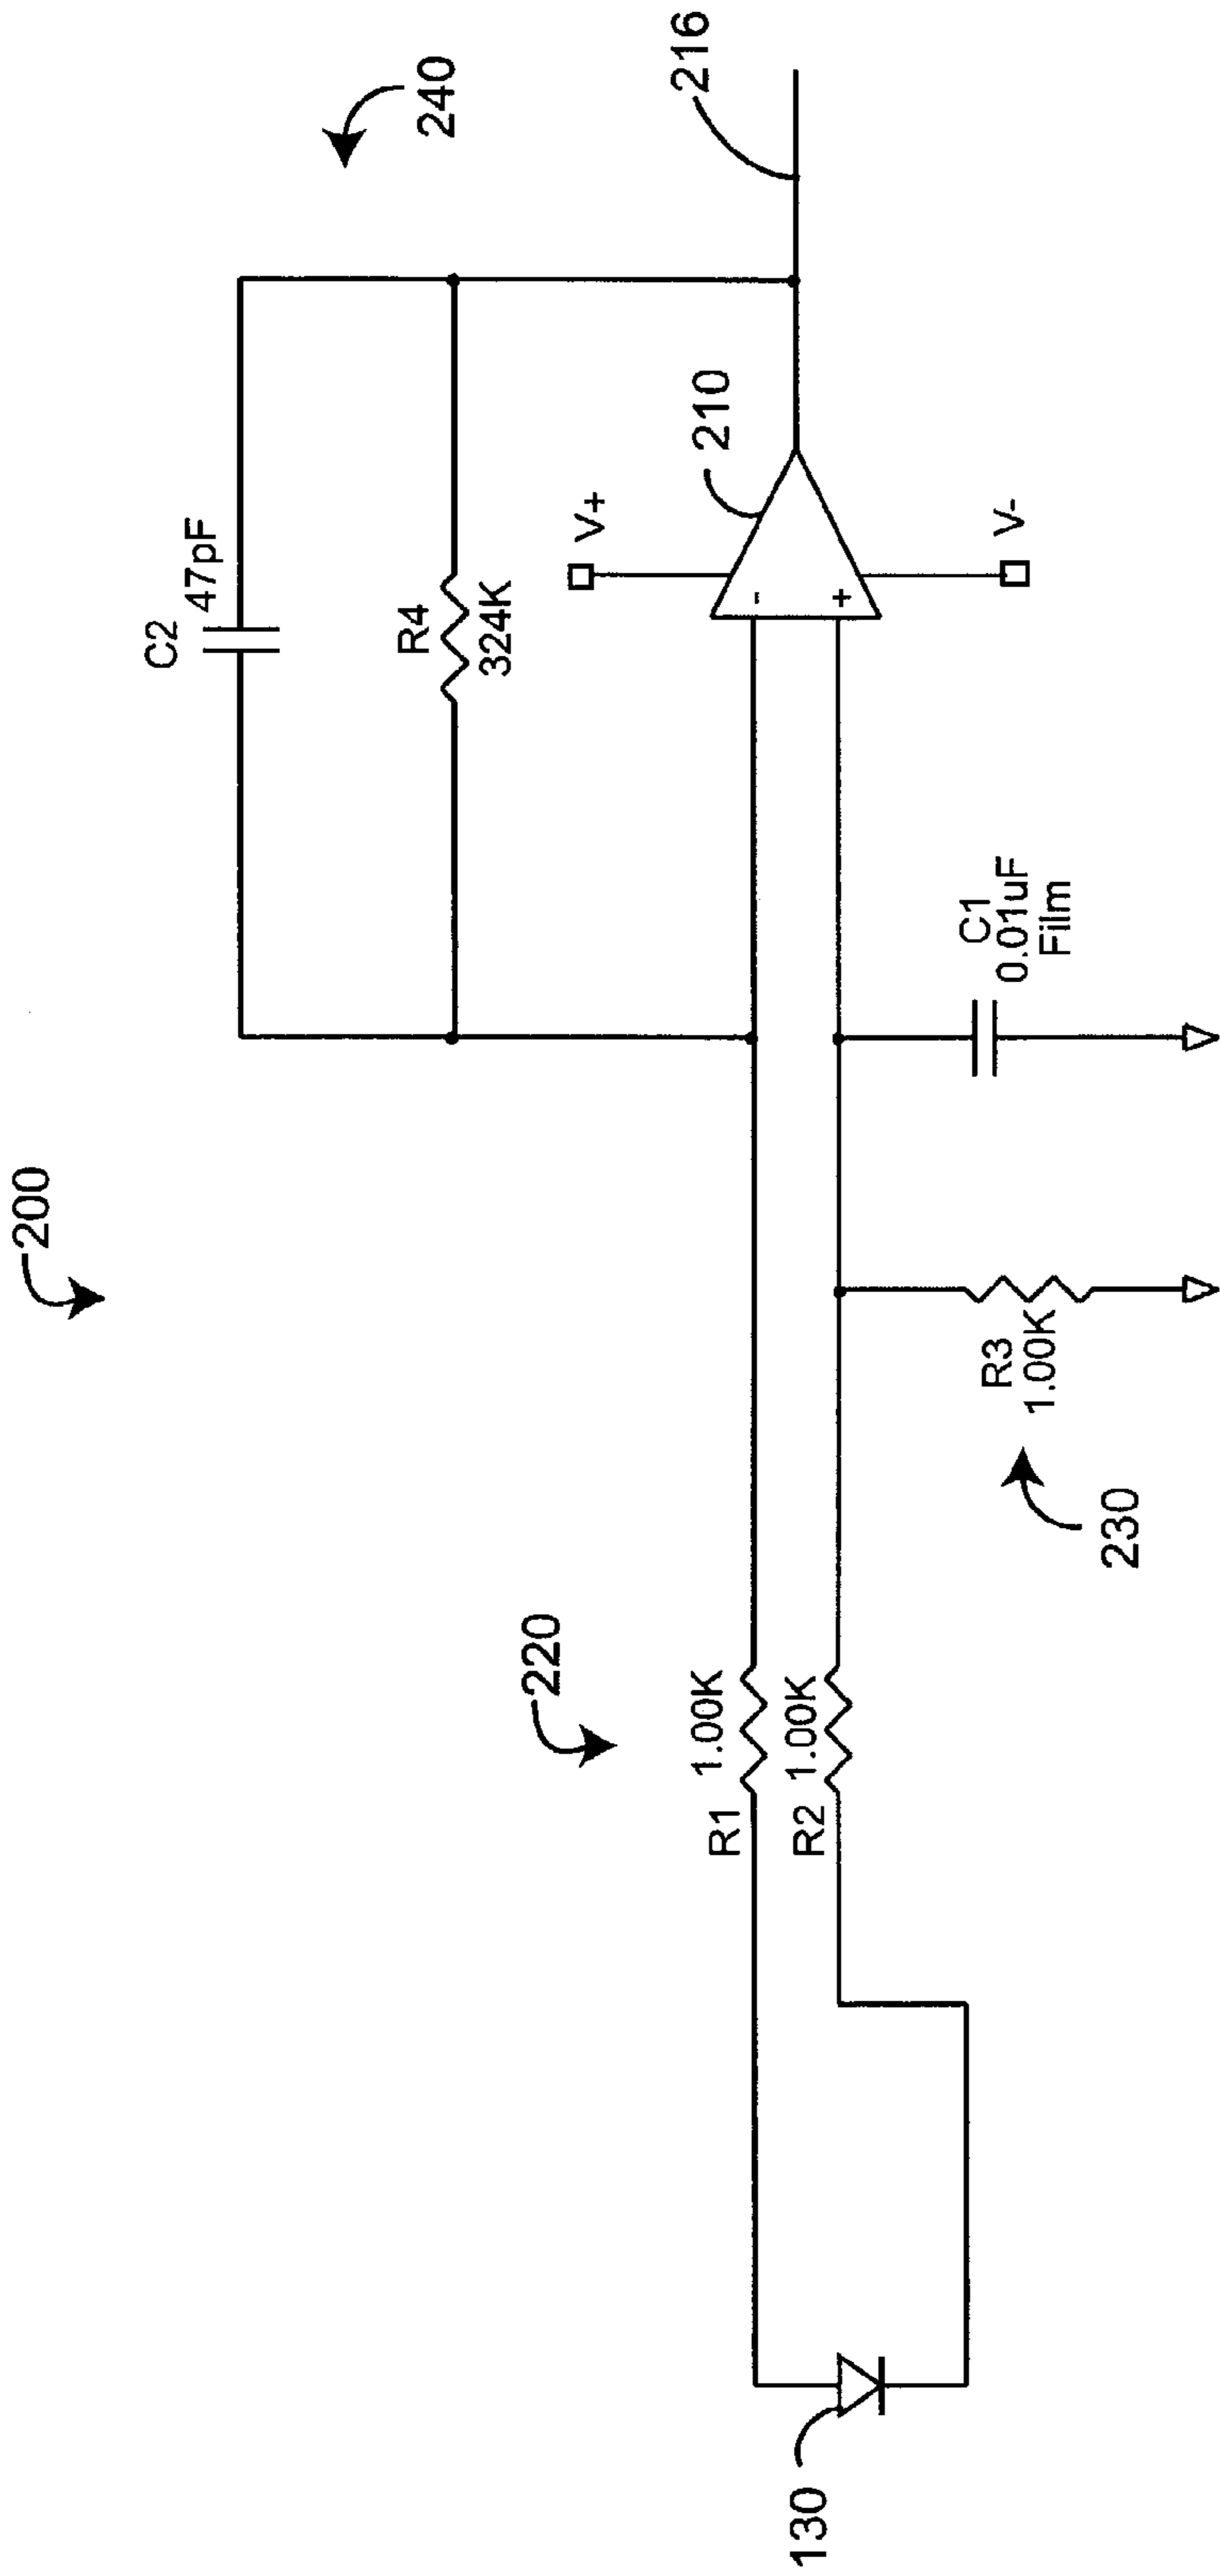 200
240
C2
47pF
R4
324K
216
210
V+
V-
-
+
220
R1
1.00K
R2
1.00K
C1
0.01uF
Film
R3
1.00K
230
130